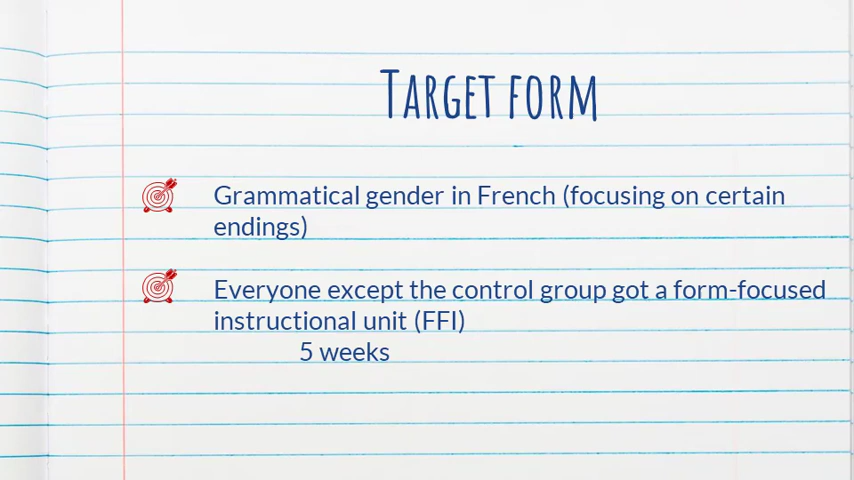 Target form
Grammatical gender in French (focusing on certain
endings)
Everyone except the control group got a form-focused
instructional unit (FFI)
5 weeks